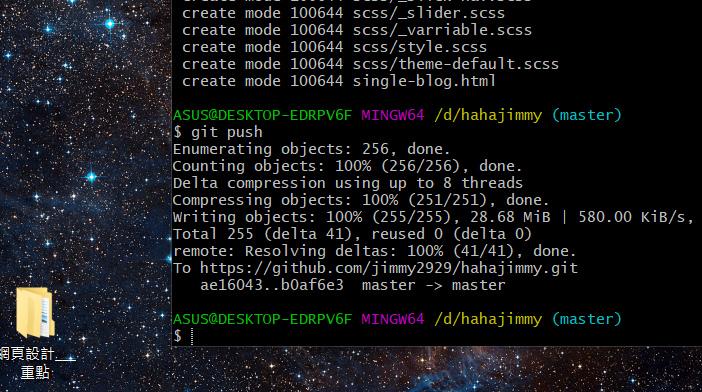 create mode 100644 scss/_slider.scss
create mode 100644 scss/_varriable.scss
create mode 100644 scss/style.scss
create mode 100644 scss/theme-default.scss
create mode 100644 single-blog.html
ASUS@DESKTOP-EDRPV6F MINGW64 /d/hahajimmy (master)
$ git push
Enumerating objects: 256, done.
Counting objects: 100% (256/256), done.
Delta compression using up to 8 threads
Compressing objects: 100% (251/251), done.
Writing objects: 100% (255/255), 28.68 MiB | 580.00 KiB/s,
Total 255 (delta 41), reused 0 (delta 0)
remote: Resolving deltas: 100% (41/41), done.
To https://github.com/jimmy2929/hahajimmy.git
ae16043..b0af6e3  master -> master
ASUS@DESKTOP-EDRPV6F MINGW64 /d/hahajimmy (master)
$
網頁設計___
重點